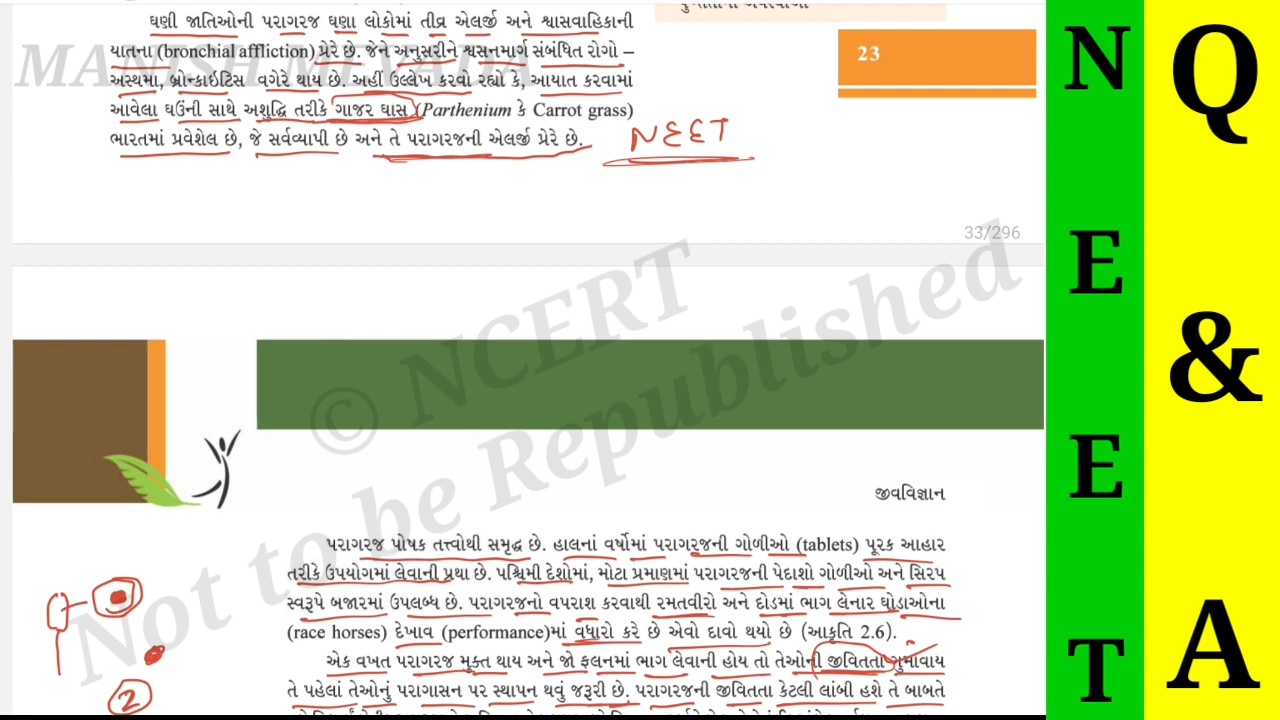 ઘણી જાતિઓની પરાગરજ ઘણા લોકોમાં તીવ્ર એલર્જી અને શ્વાસવાહિકાની
યાતના (bronchial affliction) પ્રેરે છે. જેને અનુસરીને શ્વસનમાર્ગ સંબંધિત રોગો –
અસ્થમા, બ્રોન્કાઇટિસ વગેરે થાય છે. અહીં ઉલ્લેખ કરવો રહ્યો કે, આયાત કરવામાં
આવેલા ઘઉંની સાથે અશુદ્ધિ તરીકે ગાજર ઘાસ (Parthenium કે Carrot grass)
ભારતમાં પ્રવેશેલ છે, જે સર્વવ્યાપી છે અને તે પરાગરજની એલર્જી પ્રેરે છે.
NEET
23
MANISH MEVADA
33/296
© NCERT
Not to be Republished
જીવવિજ્ઞાન
પરાગરજ પોષક તત્ત્વોથી સમૃદ્ધ છે. હાલનાં વર્ષોમાં પરાગરજની ગોળીઓ (tablets) પૂરક આહાર
તરીકે ઉપયોગમાં લેવાની પ્રથા છે. પશ્ચિમી દેશોમાં, મોટા પ્રમાણમાં પરાગરજની પેદાશો ગોળીઓ અને સિરપ
સ્વરૂપે બજારમાં ઉપલબ્ધ છે. પરાગરજનો વપરાશ કરવાથી રમતવીરો અને દોડમાં ભાગ લેનાર ઘોડાઓના
(race horses) દેખાવ (performance)માં વધારો કરે છે એવો દાવો થયો છે (આકૃતિ 2.6).
એક વખત પરાગરજ મુક્ત થાય અને જો ફલનમાં ભાગ લેવાની હોય તો તેઓની જીવિતતા ગુમાવાય
તે પહેલાં તેઓનું પરાગાસન પર સ્થાપન થવું જરૂરી છે. પરાગરજની જીવિતતા કેટલી લાંબી હશે તે બાબતે
2
N
E
E
T
Q
&
A